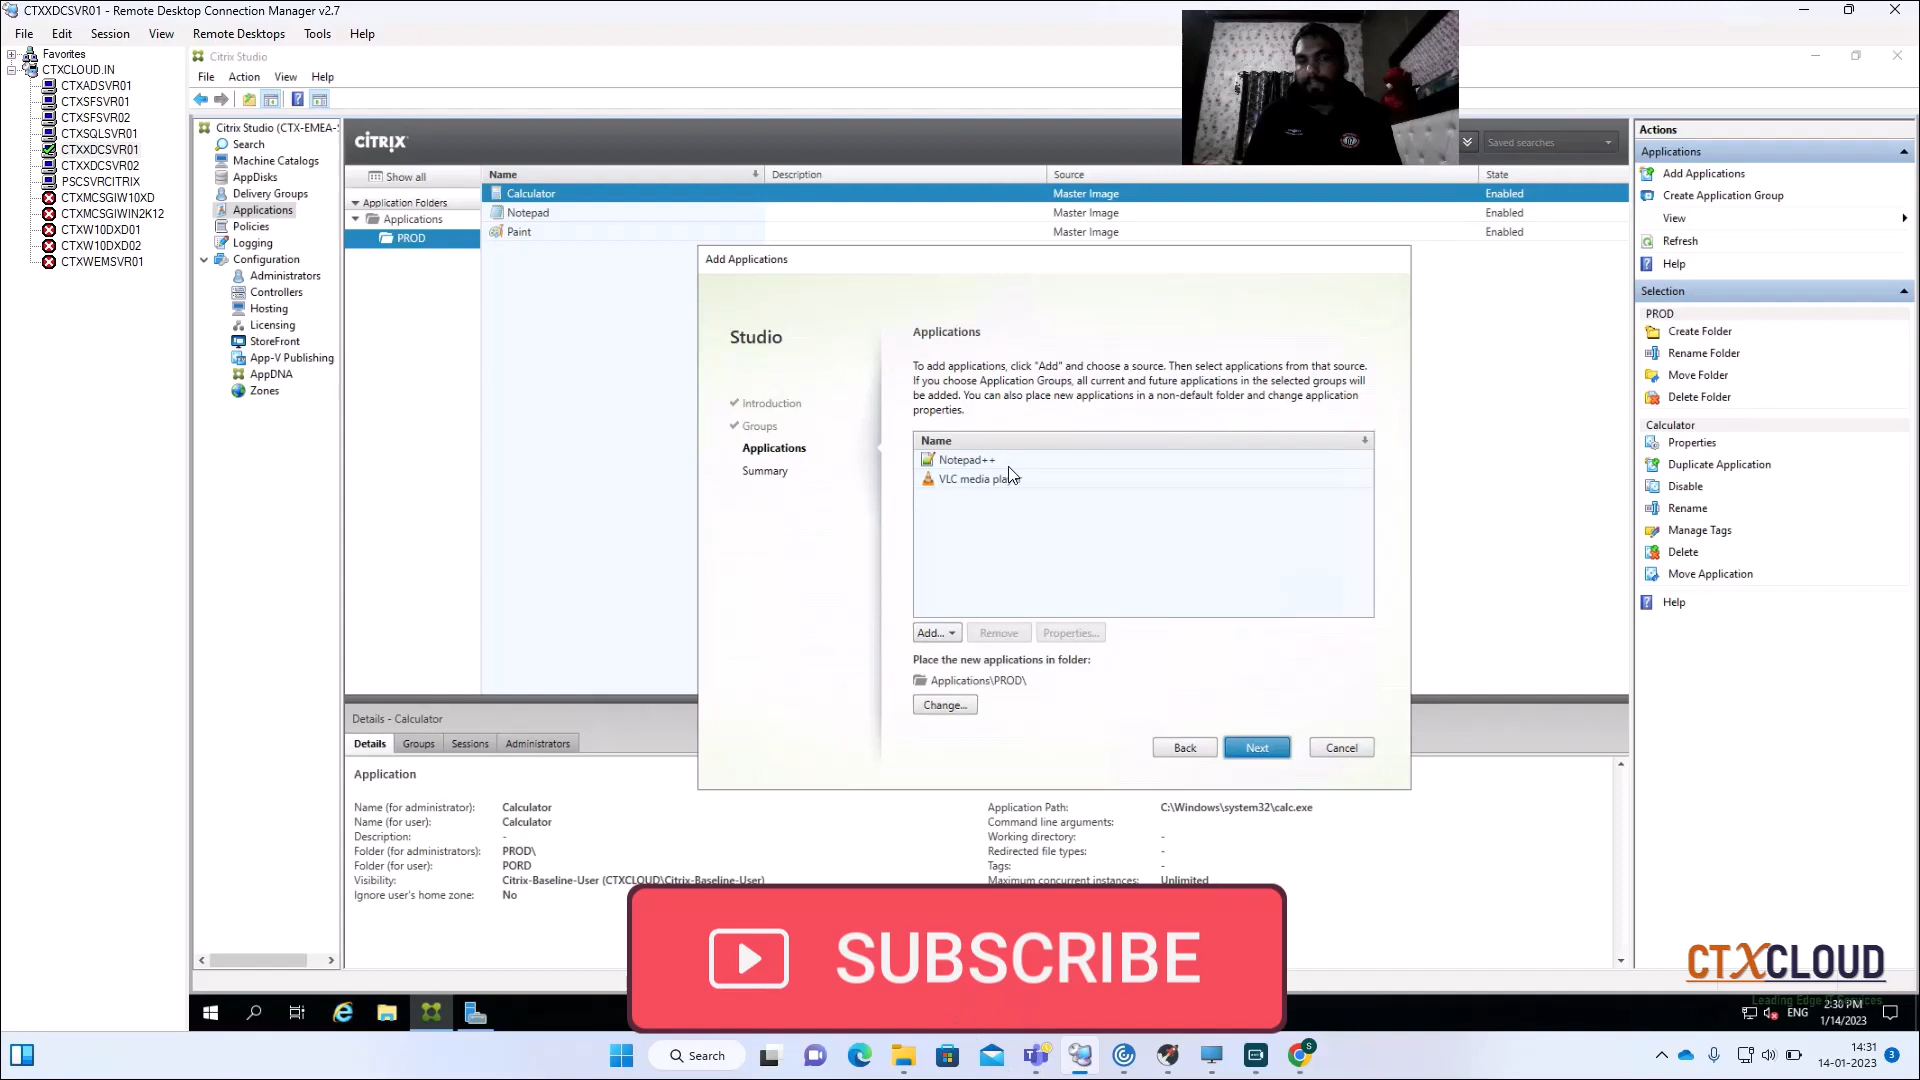 CTXXDCSVR01 - Remote Desktop Connection Manager v2.7
File Edit Session View Remote Desktops Tools Help
Favorites
CTXCLOUD.IN
CTXADSVR01
CTXSFSVR01
CTXSFSVR02
CTXSQLSVR01
CTXXDCSVR01
CTXXDCSVR02
PSCSVRCITRIX
CTXMCSGIW10XD
CTXMCSGIWIN2K12
CTXW10DXD01
CTXW10DXD02
CTXWEMSVR01
Citrix Studio
File Action View Help
Citrix Studio (CTX-EMEA-
Search
Machine Catalogs
AppDisks
Delivery Groups
Applications
Policies
Logging
Configuration
Administrators
Controllers
Hosting
Licensing
StoreFront
App-V Publishing
AppDNA
Zones
CITRIX
Saved searches
Show all
Application Folders
Applications
PROD
Name Description Source State
Calculator Master Image Enabled
Notepad Master Image Enabled
Paint Master Image Enabled
Add Applications
Studio
Introduction
Groups
Applications
Summary
Applications
To add applications, click "Add" and choose a source. Then select applications from that source.
If you choose Application Groups, all current and future applications in the selected groups will
be added. You can also place new applications in a non-default folder and change application
properties.
Name
Notepad++
VLC media
Add... Remove Properties...
Place the new applications in folder:
Applications\PROD\
Change...
Back Next Cancel
Details - Calculator
Details Groups Sessions Administrators
Application
Name (for administrator): Calculator
Name (for user): Calculator
Description: -
Folder (for administrators): PROD\
Folder (for user): PORD
Visibility: Citrix-Baseline-User (CTXCLOUD\Citrix-Baseline-User)
Ignore user's home zone: No
Application Path: C:\Windows\system32\calc.exe
Command line arguments:
Working directory: -
Redirected file types: -
Tags: -
Maximum concurrent instances: Unlimited
Actions
Applications
Add Applications
Create Application Group
View
Refresh
Help
Selection
PROD
Create Folder
Rename Folder
Move Folder
Delete Folder
Calculator
Properties
Duplicate Application
Disable
Rename
Manage Tags
Delete
Move Application
Help
SUBSCRIBE
CTXCLOUD
Leading Edge
ENG
2:30 PM
1/14/2023
Search
14:31
14-01-2023
3